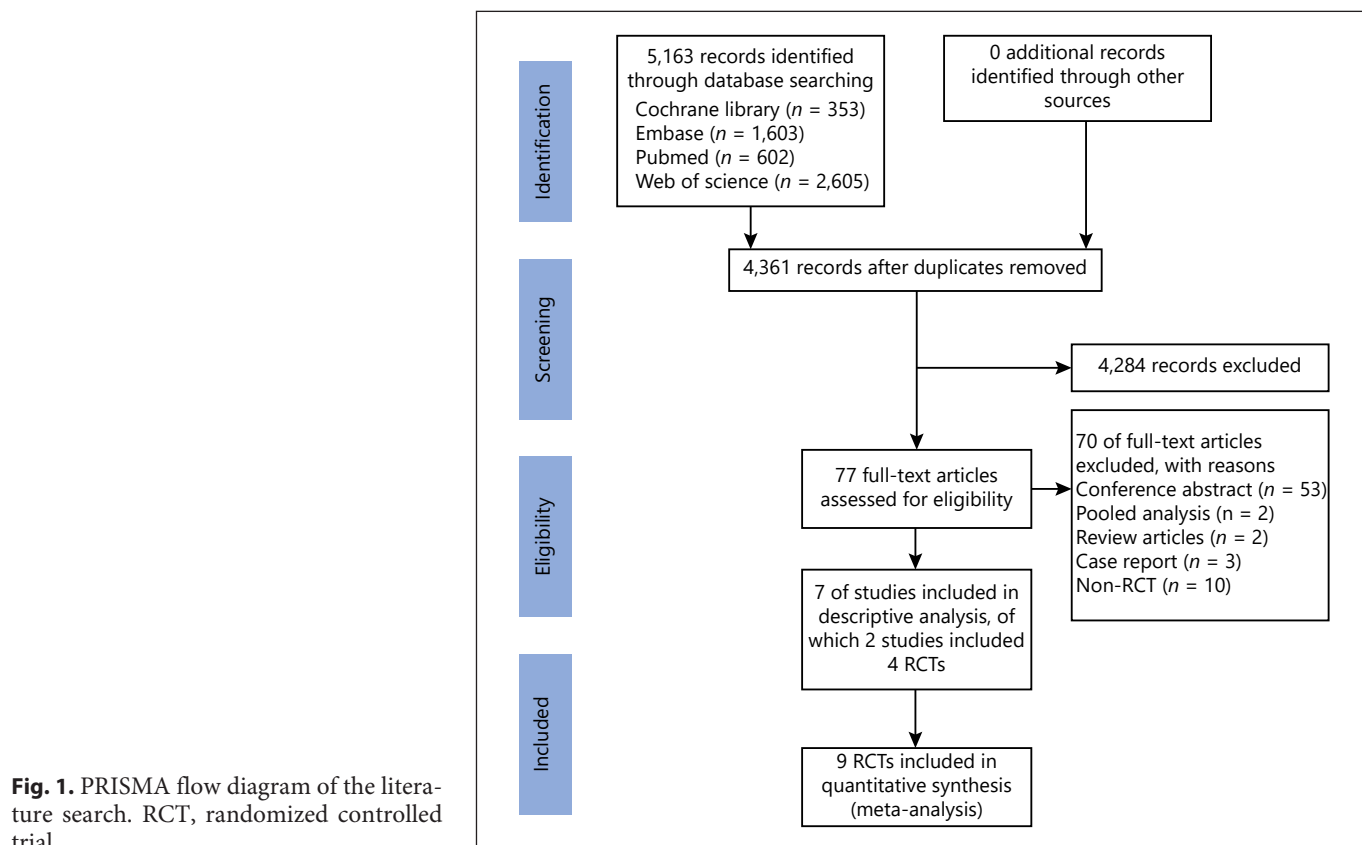 5,163 records identified
through database searching
Cochrane library (n = 353)
Embase (n = 1,603)
Pubmed (n = 602)
Web of science (n = 2,605)
0 additional records
identified through other
sources
Identification
4,361 records after duplicates removed
Screening
4,284 records excluded
77 full-text articles
assessed for eligibility
70 of full-text articles
excluded, with reasons
Conference abstract (n = 53)
Pooled analysis (n = 2)
Review articles (n = 2)
Case report (n = 3)
Non-RCT (n = 10)
Eligibility
7 of studies included in
descriptive analysis, of
which 2 studies included
4 RCTs
Included
9 RCTs included in
quantitative synthesis
(meta-analysis)
Fig. 1. PRISMA flow diagram of the litera-
ture search. RCT, randomized controlled
trial